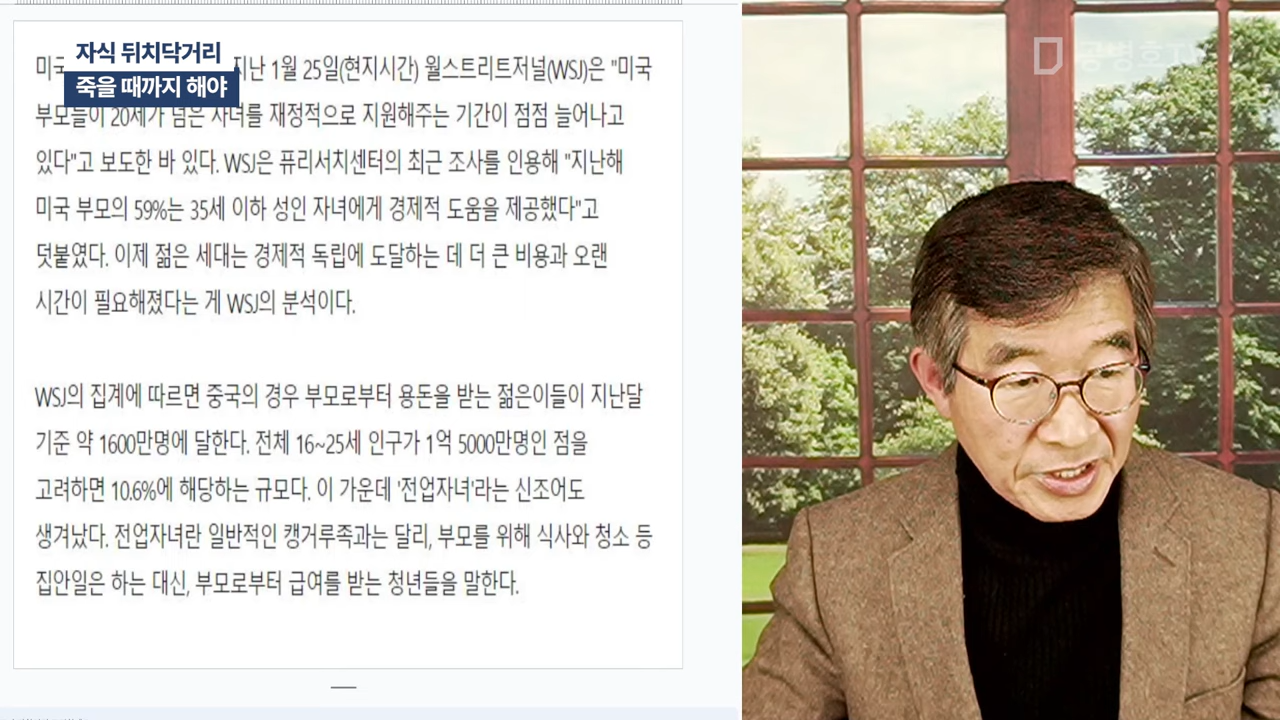 자식 뒤치닥거리
죽을 때까지 해야
미국 지난 1월 25일(현지시간) 월스트리트저널(WSJ)은 "미국
부모들이 20세가 넘은 자녀를 재정적으로 지원해주는 기간이 점점 늘어나고
있다"고 보도한 바 있다. WSJ은 퓨리서치센터의 최근 조사를 인용해 "지난해
미국 부모의 59%는 35세 이하 성인 자녀에게 경제적 도움을 제공했다"고
덧붙였다. 이제 젊은 세대는 경제적 독립에 도달하는 데 더 큰 비용과 오랜
시간이 필요해졌다는 게 WSJ의 분석이다.
WSJ의 집계에 따르면 중국의 경우 부모로부터 용돈을 받는 젊은이들이 지난달
기준 약 1600만명에 달한다. 전체 16~25세 인구가 1억 5000만명인 점을
고려하면 10.6%에 해당하는 규모다. 이 가운데 '전업자녀'라는 신조어도
생겨났다. 전업자녀란 일반적인 캥거루족과는 달리, 부모를 위해 식사와 청소 등
집안일은 하는 대신, 부모로부터 급여를 받는 청년들을 말한다.
공병호TV